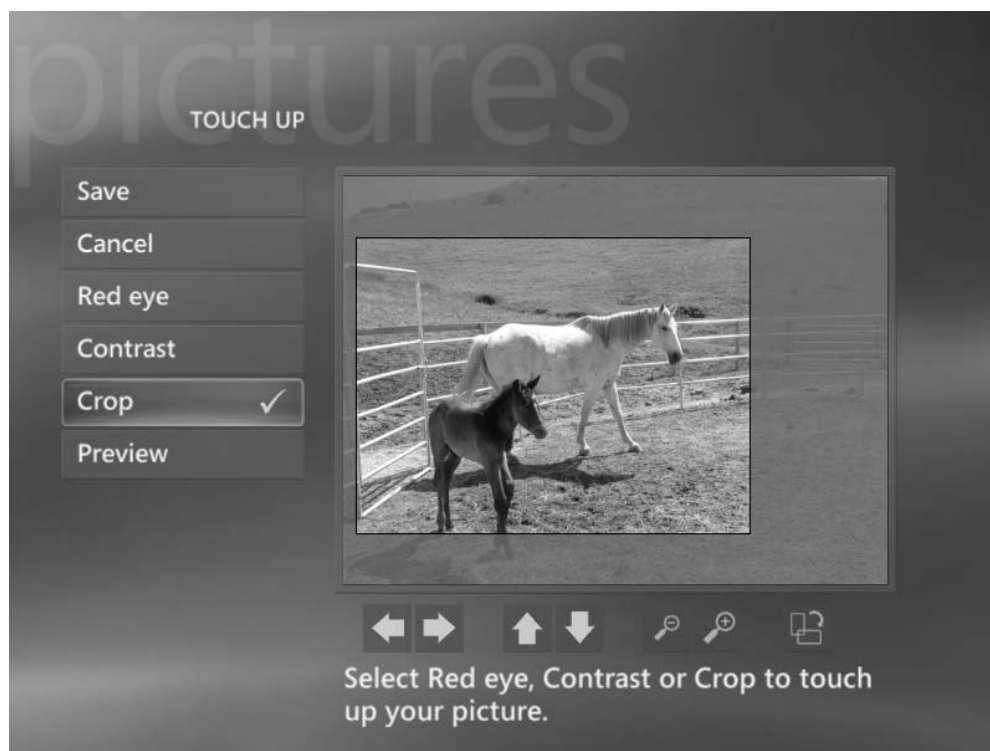 pictures
TOUCH UP
Save
Cancel
Red eye
Contrast
Crop
Preview
Select Red eye, Contrast or Crop to touch
up your picture.